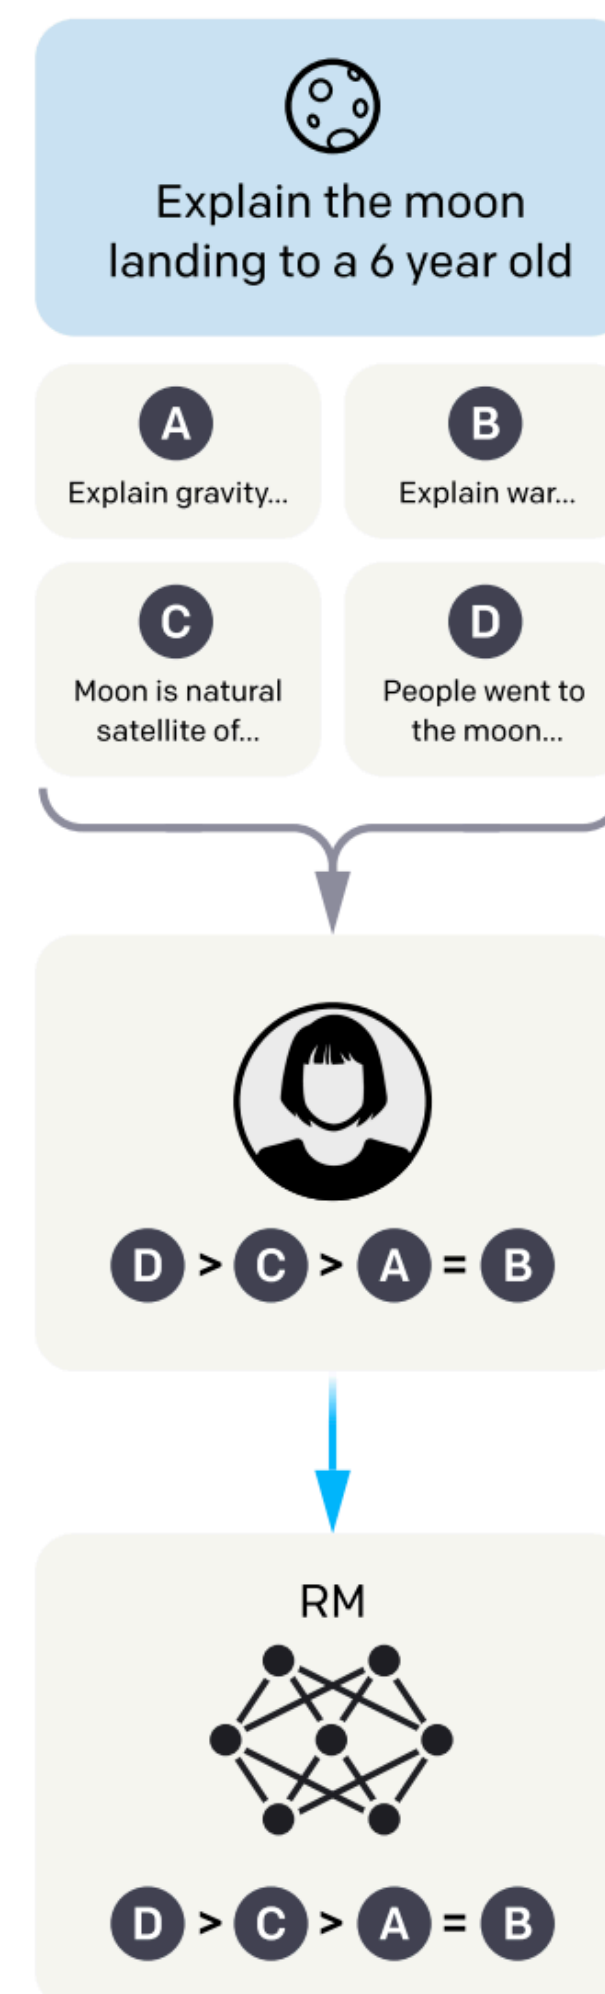 Explain the moon
landing to a 6 year old
A
B
Explain gravity...
Explain war...
C
D
Moon is natural
satellite of...
People went to
the moon...
D > C > A = B
RM
D > C > A = B